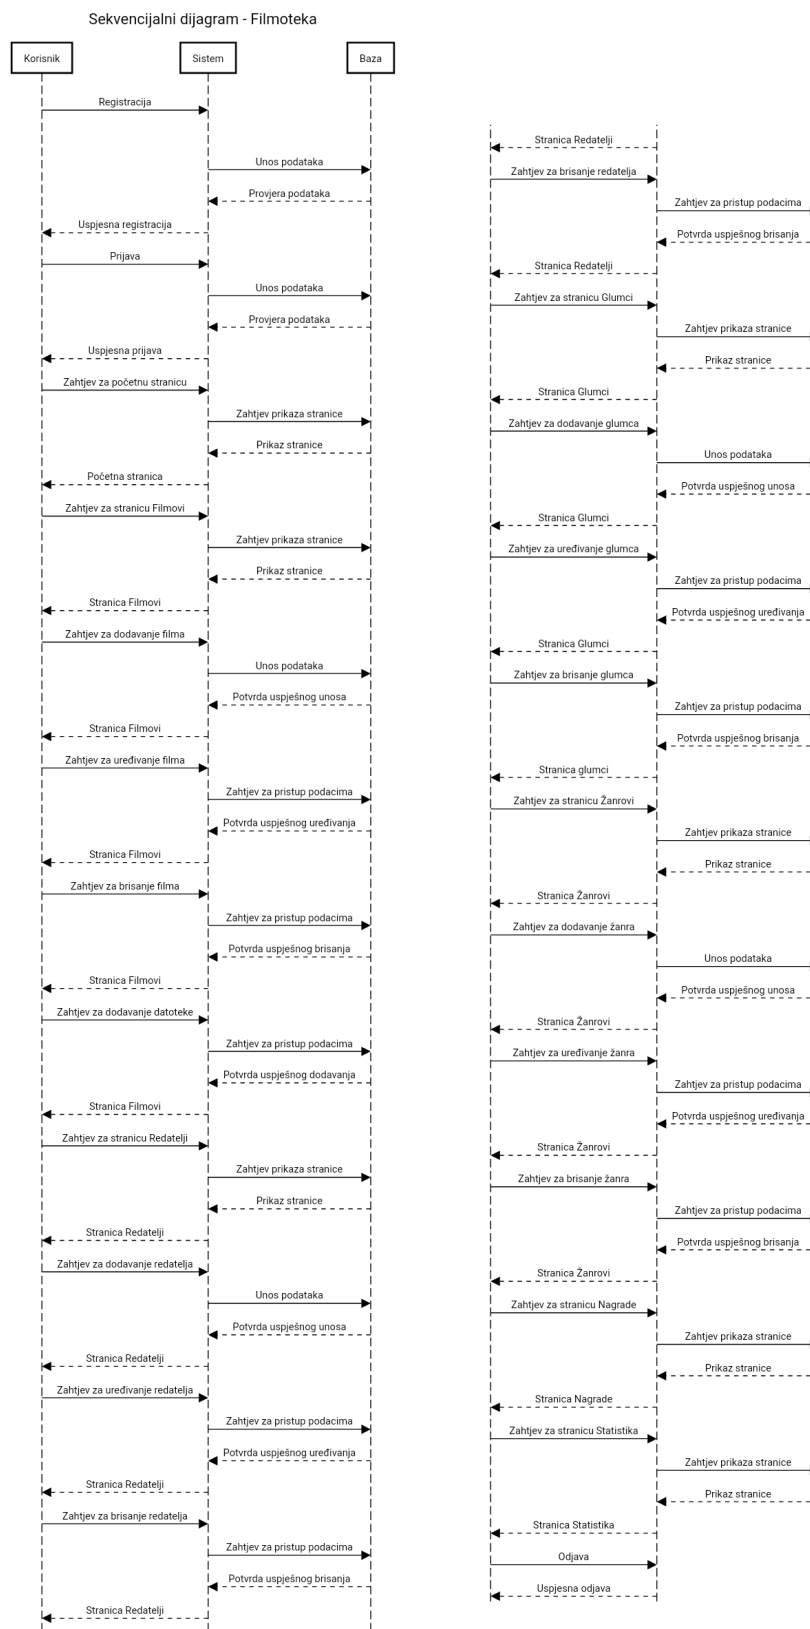 Sekvencijalni dijagram - Filmoteka
Korisnik
Sistem
Baza
Registracija
Unos podataka
Provjera podataka
Uspjesna registracija
Prijava
Unos podataka
Provjera podataka
Uspjesna prijava
Zahtjev za početnu stranicu
Zahtjev prikaza stranice
Prikaz stranice
Početna stranica
Zahtjev za stranicu Filmovi
Zahtjev prikaza stranice
Prikaz stranice
Stranica Filmovi
Zahtjev za dodavanje filma
Unos podataka
Potvrda uspješnog unosa
Stranica Filmovi
Zahtjev za uređivanje filma
Zahtjev za pristup podacima
Potvrda uspješnog uređivanja
Stranica Filmovi
Zahtjev za brisanje filma
Zahtjev za pristup podacima
Potvrda uspješnog brisanja
Stranica Filmovi
Zahtjev za dodavanje datoteke
Zahtjev za pristup podacima
Potvrda uspješnog dodavanja
Stranica Filmovi
Zahtjev za stranicu Redatelji
Zahtjev prikaza stranice
Prikaz stranice
Stranica Redatelji
Zahtjev za dodavanje redatelja
Unos podataka
Potvrda uspješnog unosa
Stranica Redatelji
Zahtjev za uređivanje redatelja
Zahtjev za pristup podacima
Potvrda uspješnog uređivanja
Stranica Redatelji
Zahtjev za brisanje redatelja
Zahtjev za pristup podacima
Potvrda uspješnog brisanja
Stranica Redatelji
Stranica Redatelji
Zahtjev za brisanje redatelja
Zahtjev za pristup podacima
Potvrda uspješnog brisanja
Stranica Redatelji
Zahtjev za stranicu Glumci
Zahtjev prikaza stranice
Prikaz stranice
Stranica Glumci
Zahtjev za dodavanje glumca
Unos podataka
Potvrda uspješnog unosa
Stranica Glumci
Zahtjev za uređivanje glumca
Zahtjev za pristup podacima
Potvrda uspješnog uređivanja
Stranica Glumci
Zahtjev za brisanje glumca
Zahtjev za pristup podacima
Potvrda uspješnog brisanja
Stranica glumci
Zahtjev za stranicu Žanrovi
Zahtjev prikaza stranice
Prikaz stranice
Stranica Žanrovi
Zahtjev za dodavanje žanra
Unos podataka
Potvrda uspješnog unosa
Stranica Žanrovi
Zahtjev za uređivanje žanra
Zahtjev za pristup podacima
Potvrda uspješnog uređivanja
Stranica Žanrovi
Zahtjev za brisanje žanra
Zahtjev za pristup podacima
Potvrda uspješnog brisanja
Stranica Žanrovi
Zahtjev za stranicu Nagrade
Zahtjev prikaza stranice
Prikaz stranice
Stranica Nagrade
Zahtjev za stranicu Statistika
Zahtjev prikaza stranice
Prikaz stranice
Stranica Statistika
Odjava
Uspjesna odjava